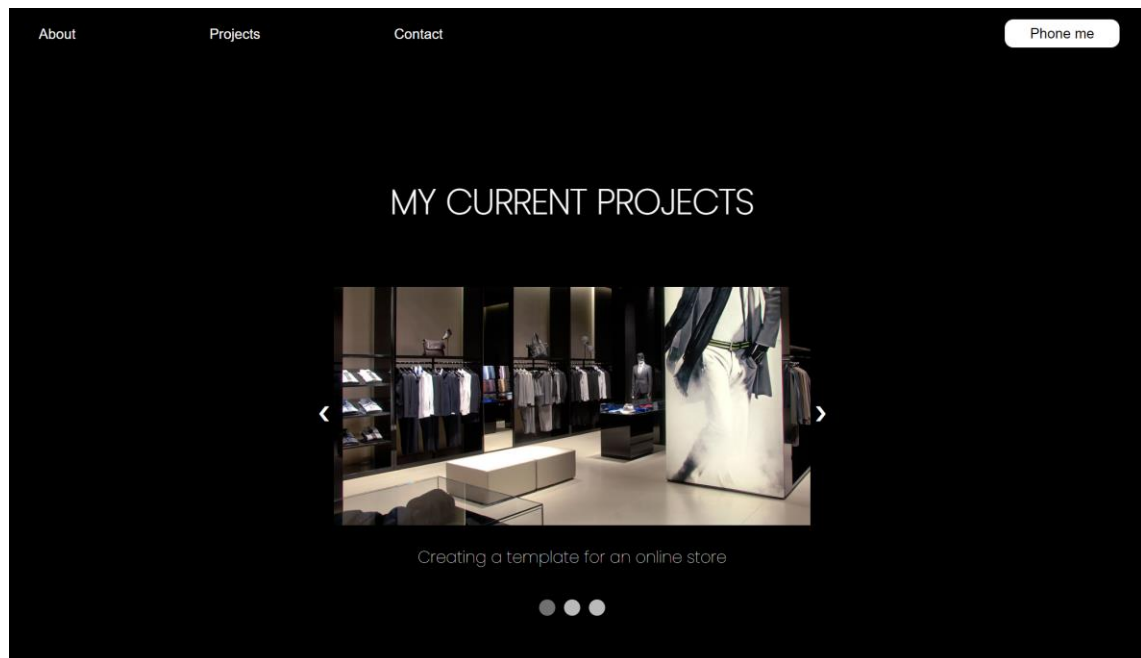 About
Projects
Contact
Phone me
MY CURRENT PROJECTS
Creating a template for an online store